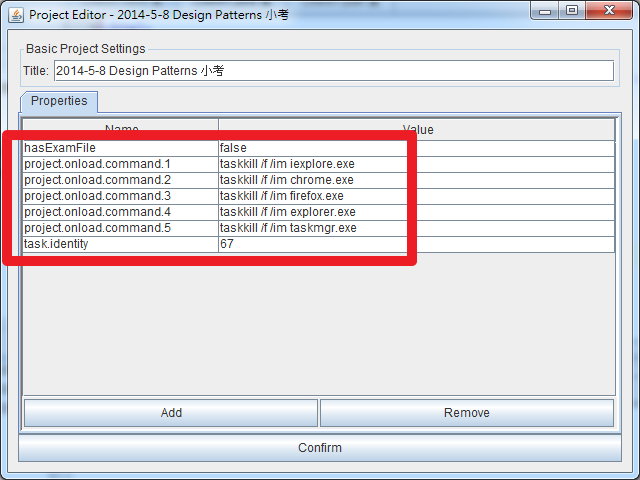 Project Editor - 2014-5-8 Design Patterns 小考
Basic Project Settings
Title: 2014-5-8 Design Patterns 小考
Properties
Name Value
hasExamFile false
project.onload.command.1 taskkill /f /im iexplore.exe
project.onload.command.2 taskkill /f /im chrome.exe
project.onload.command.3 taskkill /f /im firefox.exe
project.onload.command.4 taskkill /f /im explorer.exe
project.onload.command.5 taskkill /f /im taskmgr.exe
task.identity 67
Add Remove
Confirm